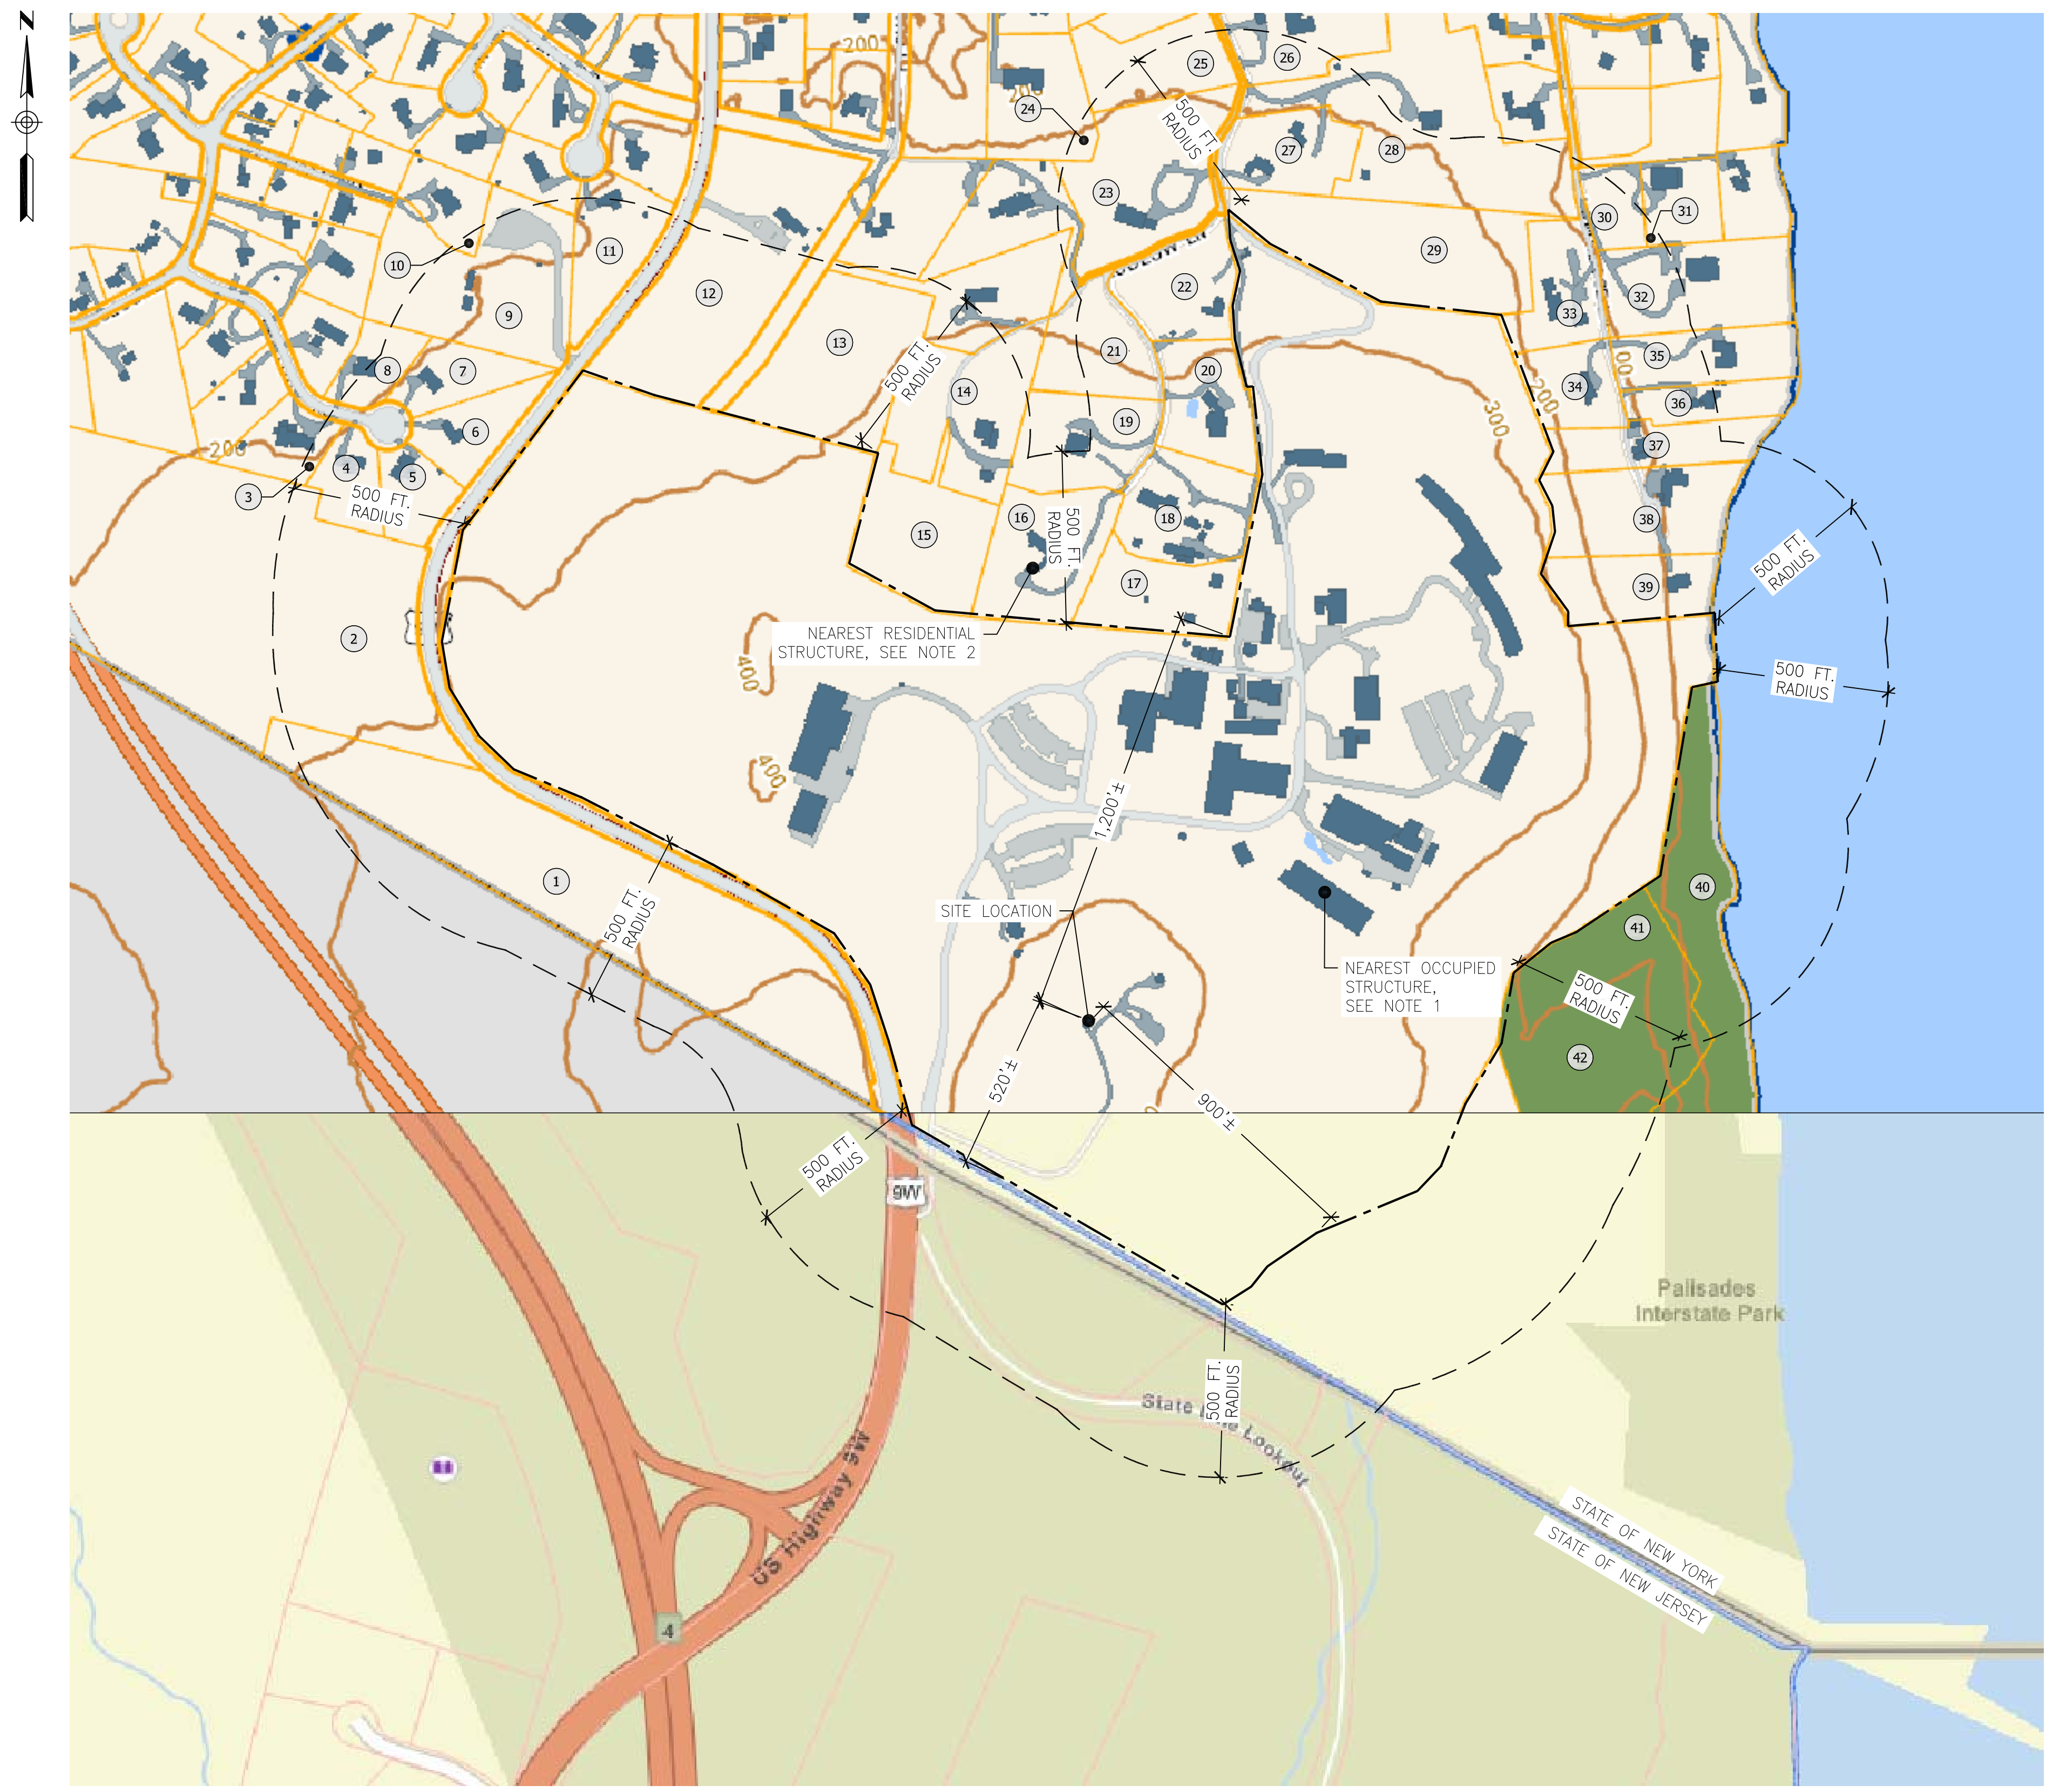 N
200
200
25
26
24
500 FT.
RADIUS
27
28
23
30
31
29
10
11
12
22
32
33
9
13
21
35
8
7
20
14
34
36
500 FT.
RADIUS
300
200
19
6
37
200
4
5
3
500 FT.
RADIUS
16
18
38
15
500 FT.
RADIUS
500 FT.
RADIUS
17
39
2
NEAREST RESIDENTIAL
STRUCTURE, SEE NOTE 2
400
500 FT.
RADIUS
400
1,200'±
1
40
500 FT.
RADIUS
SITE LOCATION
41
NEAREST OCCUPIED
STRUCTURE,
SEE NOTE 1
500 FT.
RADIUS
42
520'±
900'±
500 FT.
RADIUS
9W
Palisades
Interstate Park
500 FT.
RADIUS
State Line Lookout
US Highway 9W
STATE OF NEW YORK
STATE OF NEW JERSEY
4